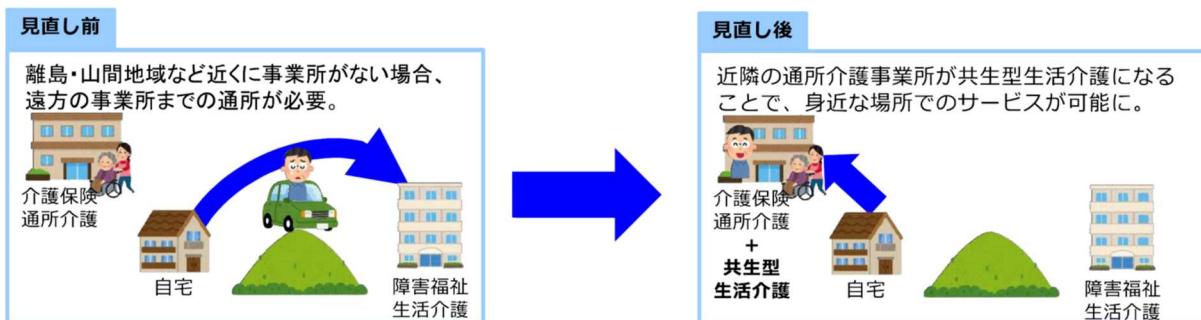 見直し前
離島・山間地域など近くに事業所がない場合、
遠方の事業所までの通所が必要。
介護保険
通所介護
自宅
障害福祉
生活介護
見直し後
近隣の通所介護事業所が共生型生活介護になる
ことで、身近な場所でのサービスが可能に。
介護保険
通所介護
+
共生型
生活介護
自宅
障害福祉
生活介護